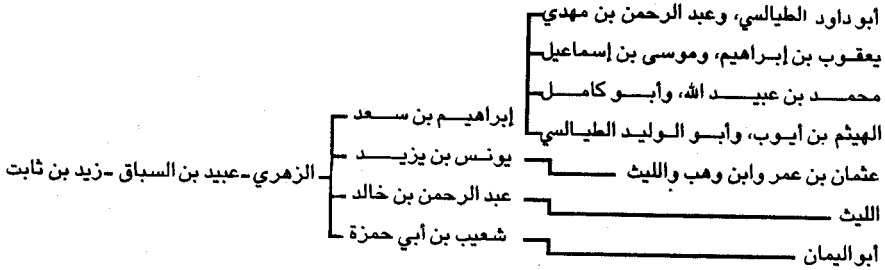 أبو داود الطيالسي، وعبد الرحمن بن مهدي
يعقوب بن إبراهيم، وموسى بن إسماعيل
محمد بن عبيد الله، وأبو كامل
إبراهيم بن سعد
الهيثم بن أيوب، وأبو الوليد الطيالسي
يونس بن يزيد
عثمان بن عمر وابن وهب والليث
الزهري - عبيد بن السباق - زيد بن ثابت
عبد الرحمن بن خالد
الليث
شعيب بن أبي حمزة
أبو اليمان